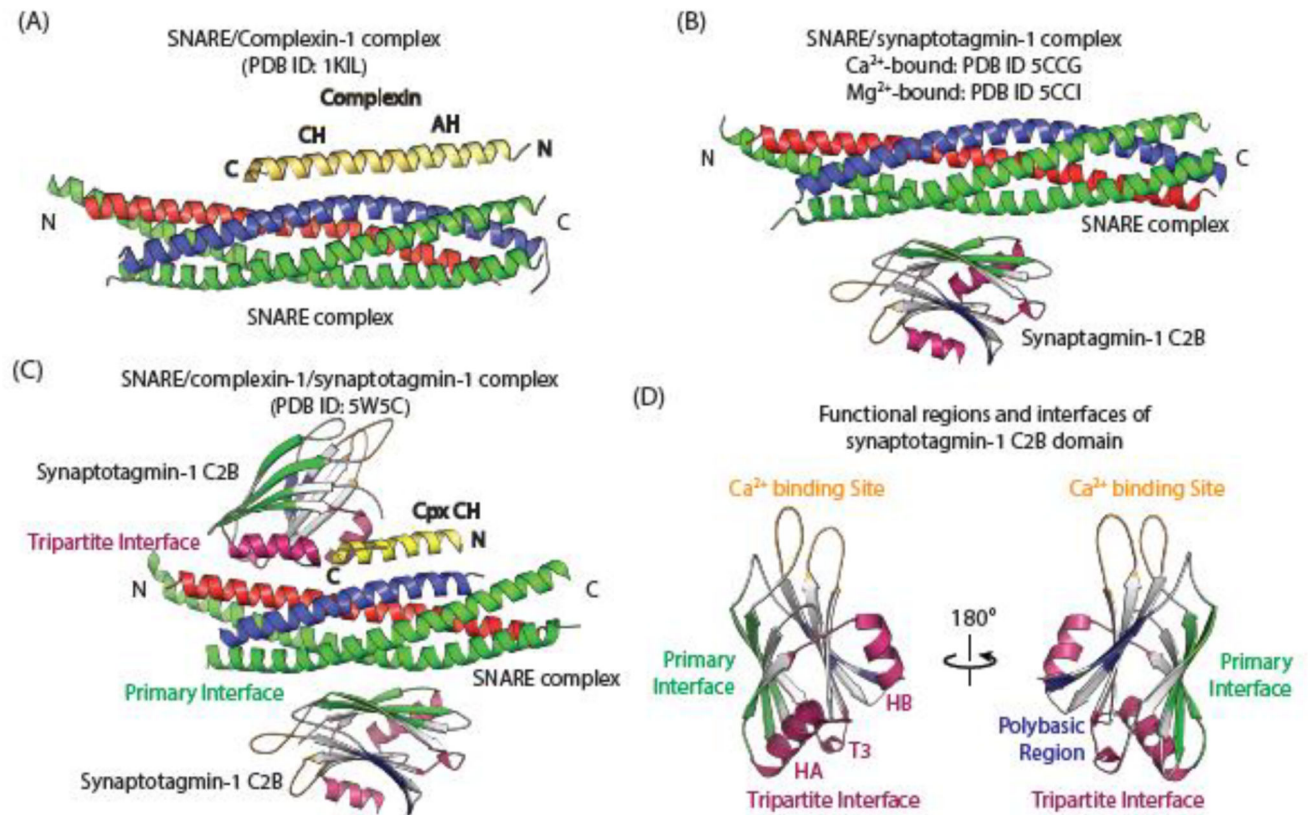 (A)
SNARE/Complexin-1 complex
(PDB ID: 1KIL)
Complexin
CH
AH
C
N
N
C
SNARE complex
(B)
SNARE/synaptotagmin-1 complex
Ca²⁺-bound: PDB ID 5CCG
Mg²⁺-bound: PDB ID 5CCI
N
C
SNARE complex
Synaptagmin-1 C2B
(C)
SNARE/complexin-1/synaptotagmin-1 complex
(PDB ID: 5W5C)
Synaptotagmin-1 C2B
Cpx CH
Tripartite Interface
N
C
N
C
Primary Interface
SNARE complex
Synaptotagmin-1 C2B
(D)
Functional regions and interfaces of
synaptotagmin-1 C2B domain
Ca²⁺ binding Site
Ca²⁺ binding Site
180°
Primary
Interface
Primary
Interface
HB
T3
HA
Polybasic
Region
Tripartite Interface
Tripartite Interface